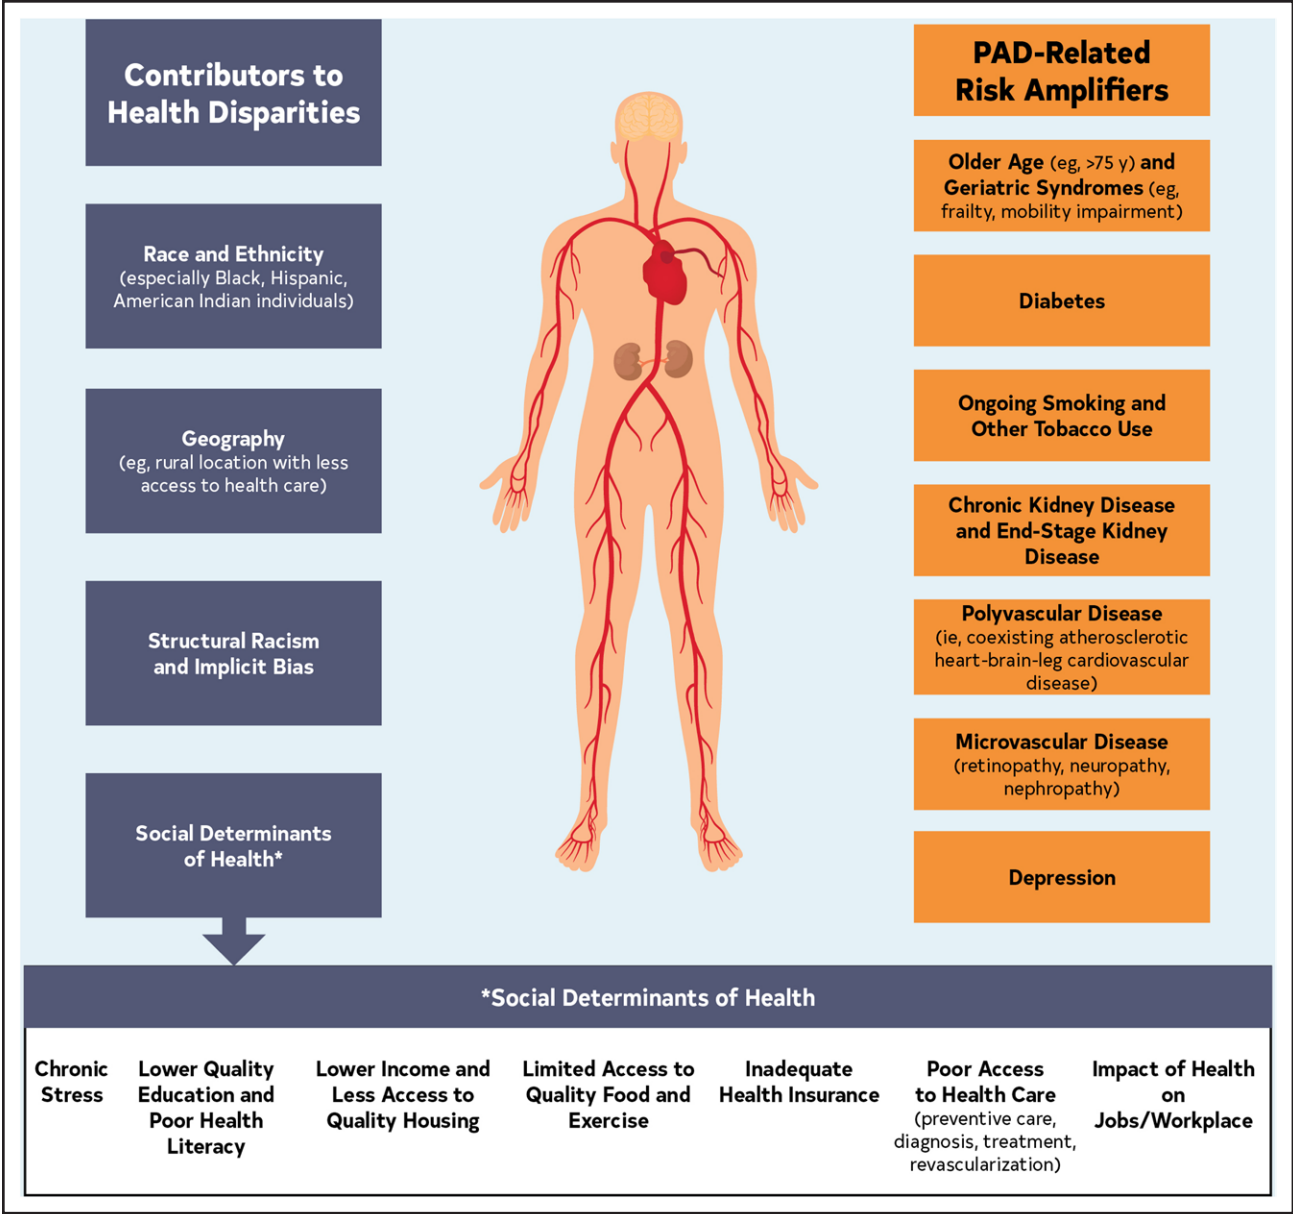 Contributors to
Health Disparities
Race and Ethnicity
(especially Black, Hispanic,
American Indian individuals)
Geography
(eg, rural location with less
access to health care)
Structural Racism
and Implicit Bias
Social Determinants
of Health*
PAD-Related
Risk Amplifiers
Older Age (eg, >75 y) and
Geriatric Syndromes (eg,
frailty, mobility impairment)
Diabetes
Ongoing Smoking and
Other Tobacco Use
Chronic Kidney Disease
and End-Stage Kidney
Disease
Polyvascular Disease
(ie, coexisting atherosclerotic
heart-brain-leg cardiovascular
disease)
Microvascular Disease
(retinopathy, neuropathy,
nephropathy)
Depression
*Social Determinants of Health
Chronic
Stress
Lower Quality
Education and
Poor Health
Literacy
Lower Income and
Less Access to
Quality Housing
Limited Access to
Quality Food and
Exercise
Inadequate
Health Insurance
Poor Access
to Health Care
(preventive care,
diagnosis, treatment,
revascularization)
Impact of Health
on
Jobs/Workplace